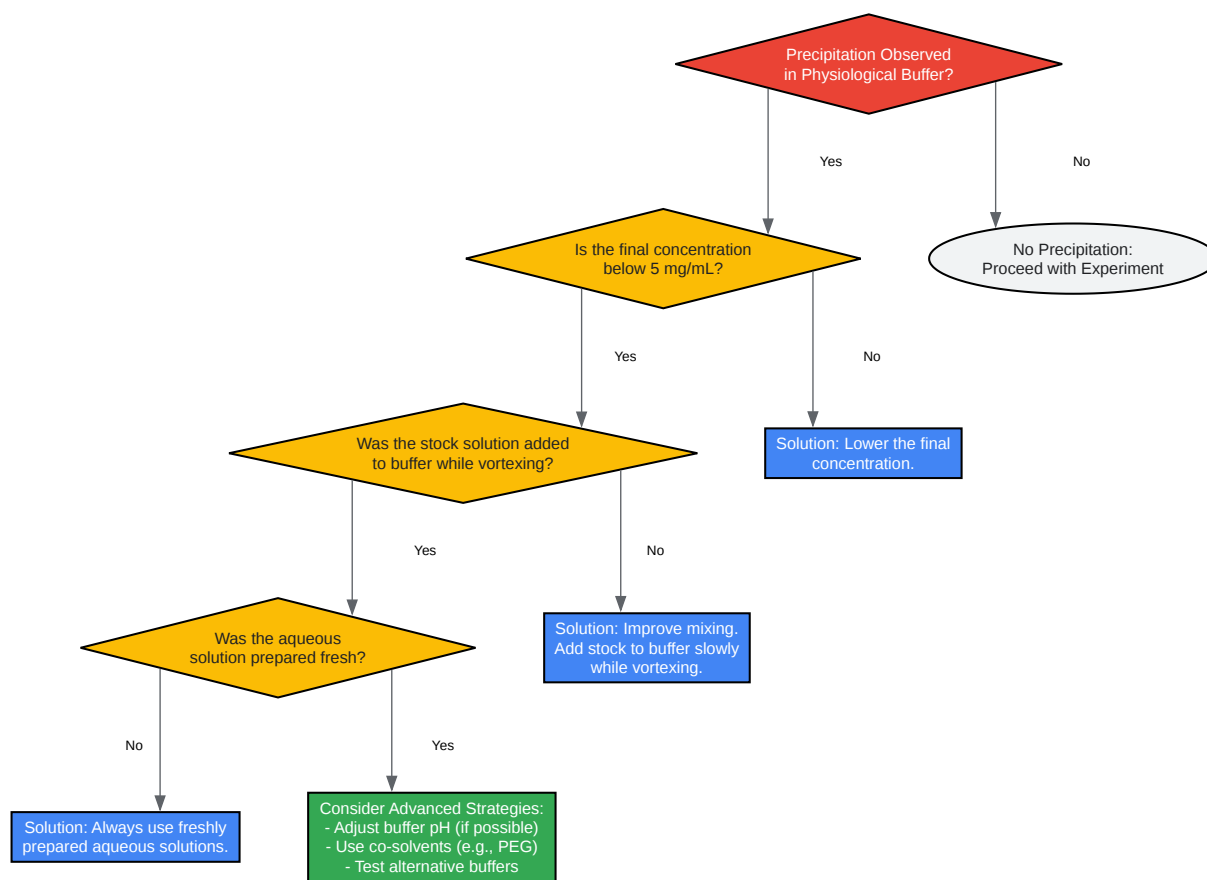 Precipitation Observed
in Physiological Buffer?
Yes
No
Is the final concentration
below 5 mg/mL?
No Precipitation:
Proceed with Experiment
Yes
No
Was the stock solution added
to buffer while vortexing?
Solution: Lower the final
concentration.
Yes
No
Was the aqueous
solution prepared fresh?
Solution: Improve mixing.
Add stock to buffer slowly
while vortexing.
No
Yes
Solution: Always use freshly
prepared aqueous solutions.
Consider Advanced Strategies:
- Adjust buffer pH (if possible)
- Use co-solvents (e.g., PEG)
- Test alternative buffers